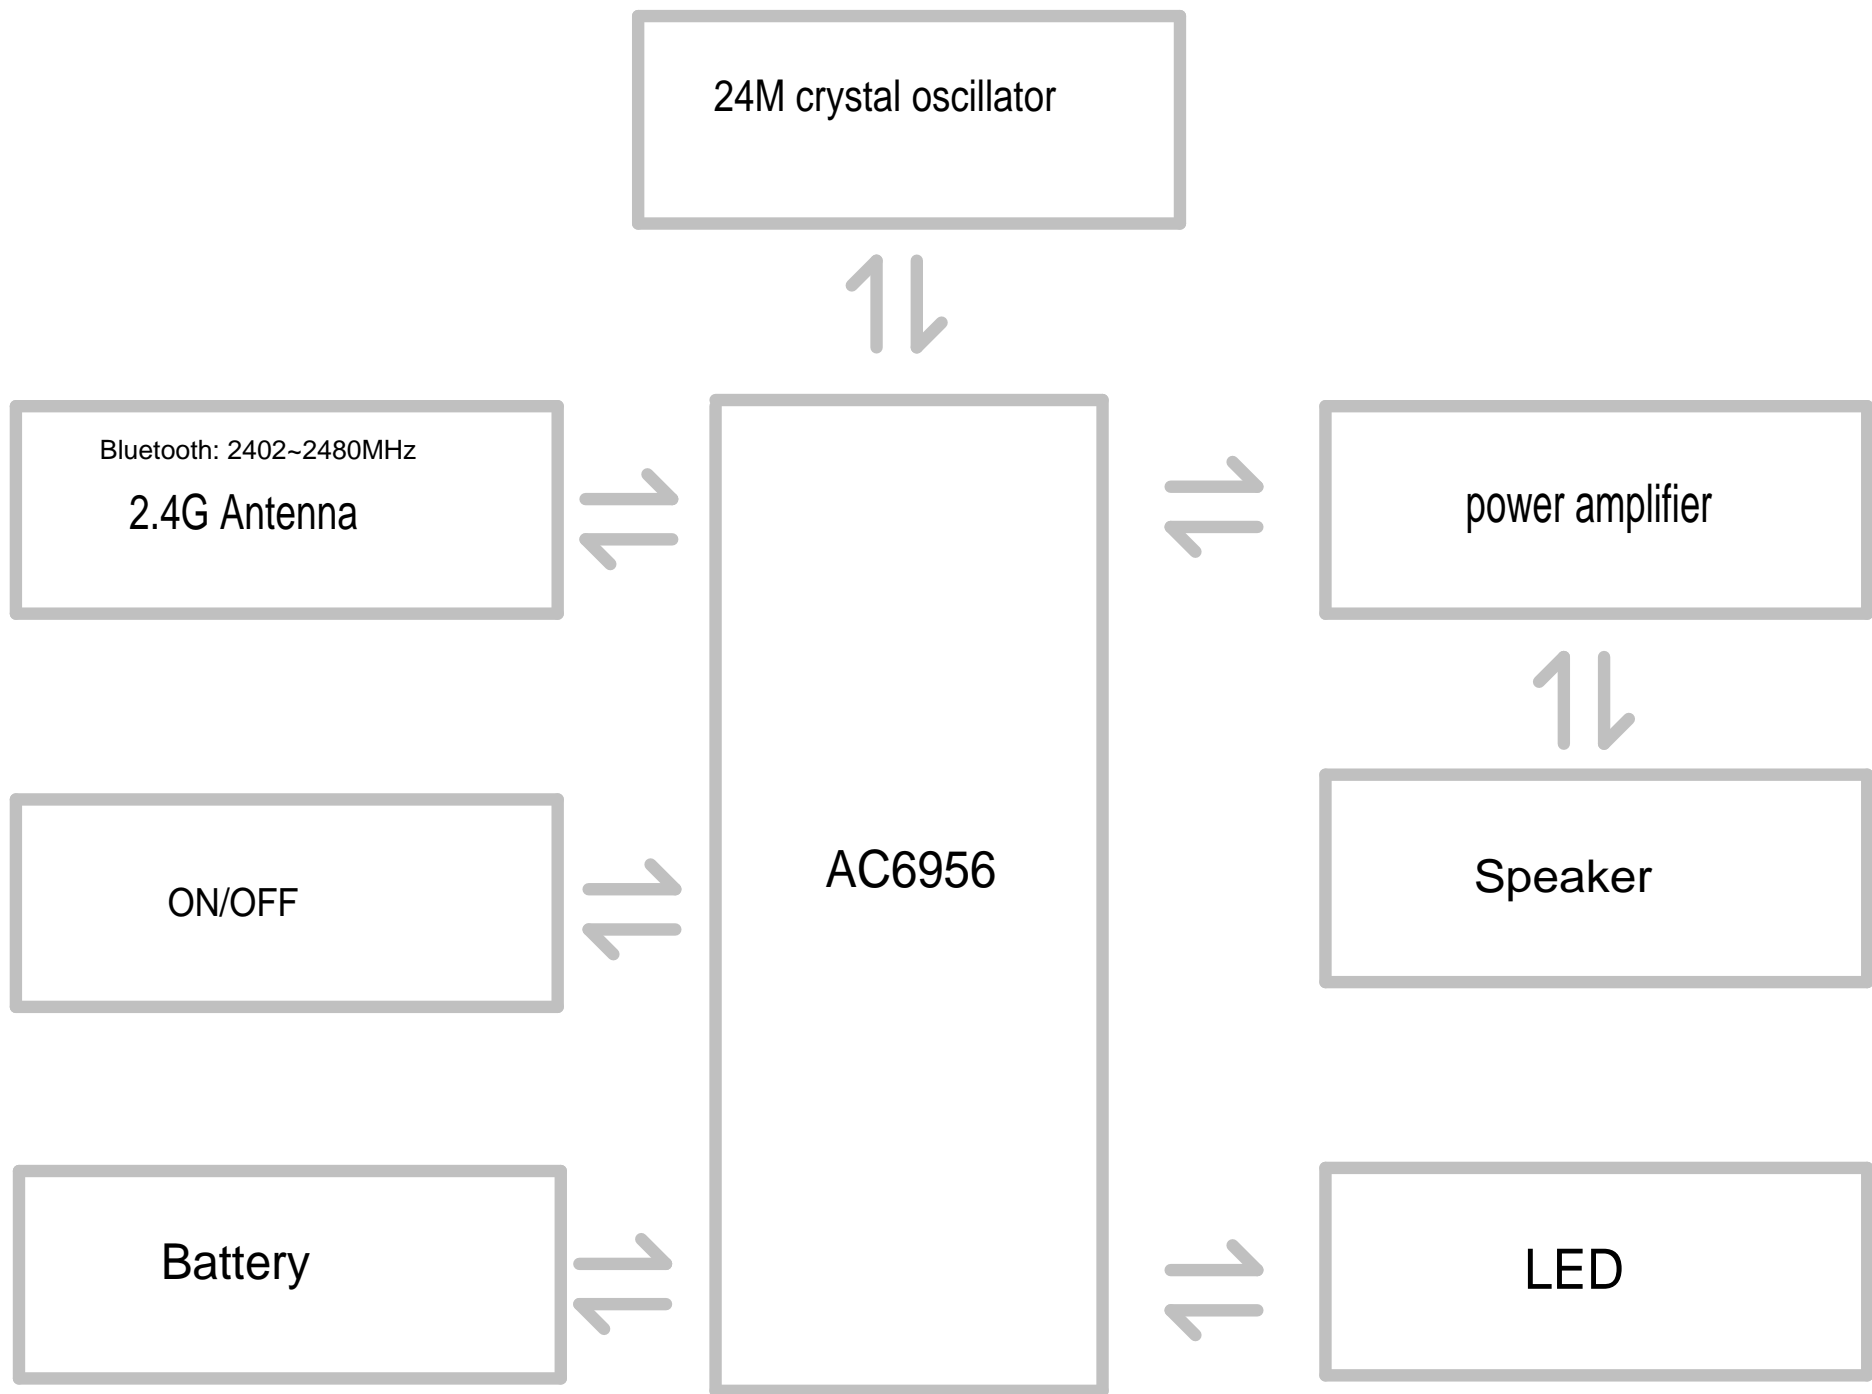 24M crystal oscillator
Bluetooth: 2402~2480MHz
2.4G Antenna
power amplifier
AC6956
Speaker
ON/OFF
Battery
LED